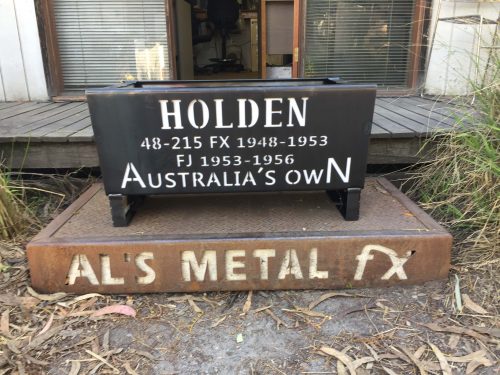 HOLDEN
48-215 FX 1948-1953
FJ 1953-1956
AUSTRALIA'S OWN
AL'S METAL fx